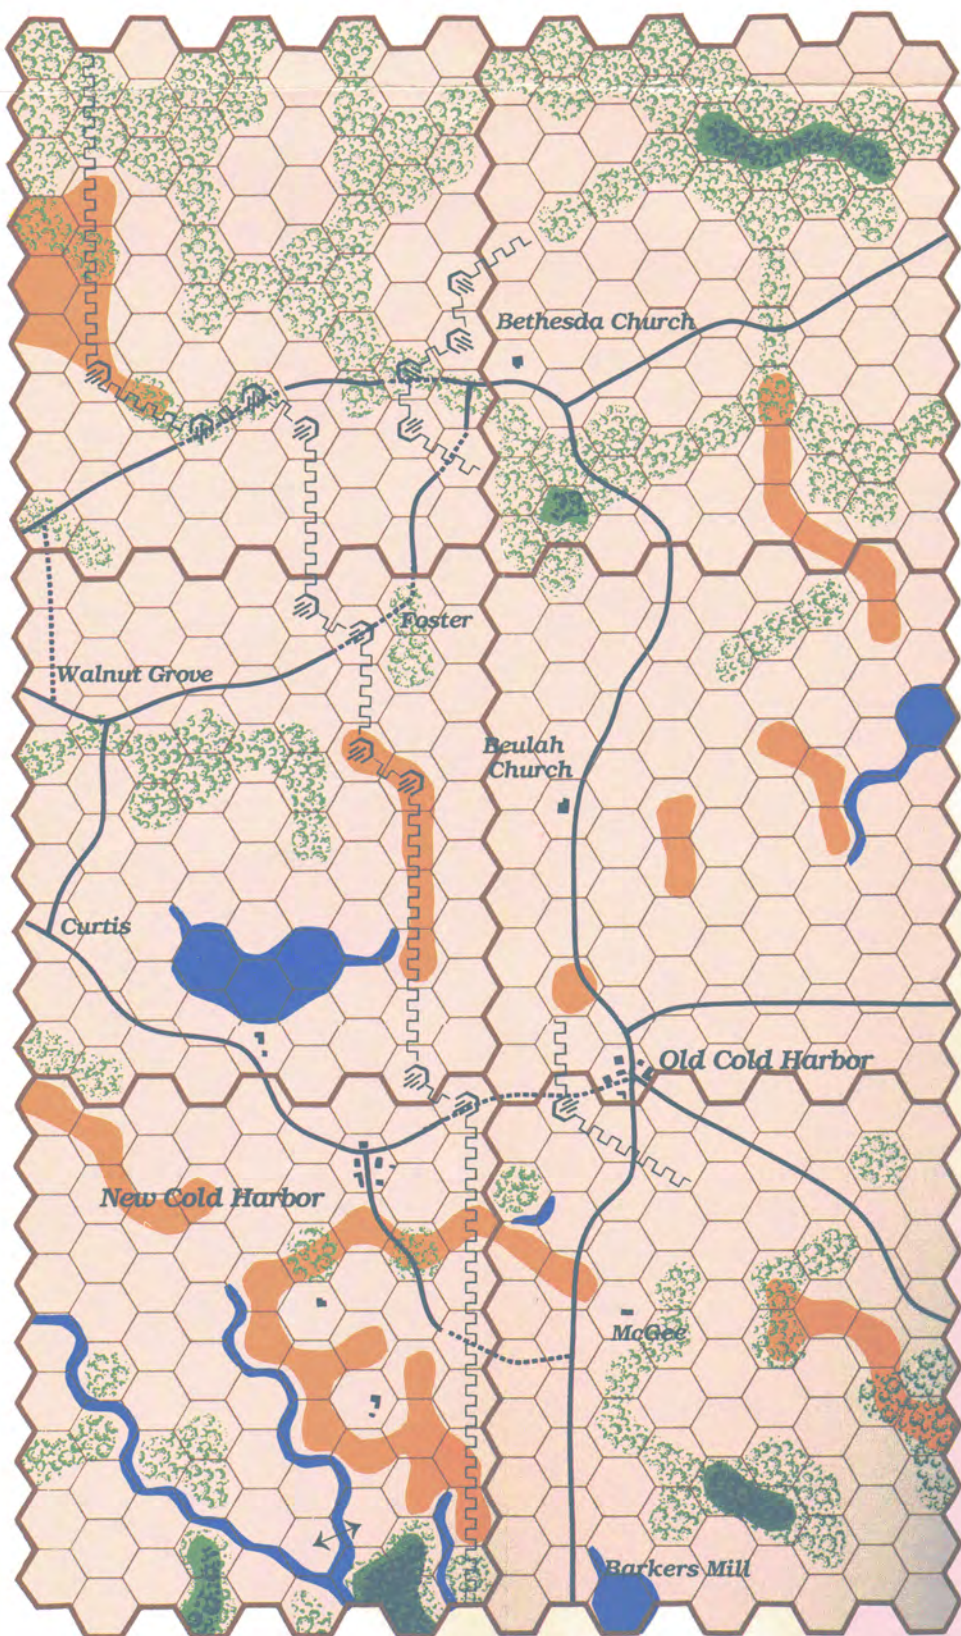 Bethesda Church
Foster
Walnut Grove
Beulah
Church
Curtis
Old Cold Harbor
New Cold Harbor
McGee
Barkers Mill